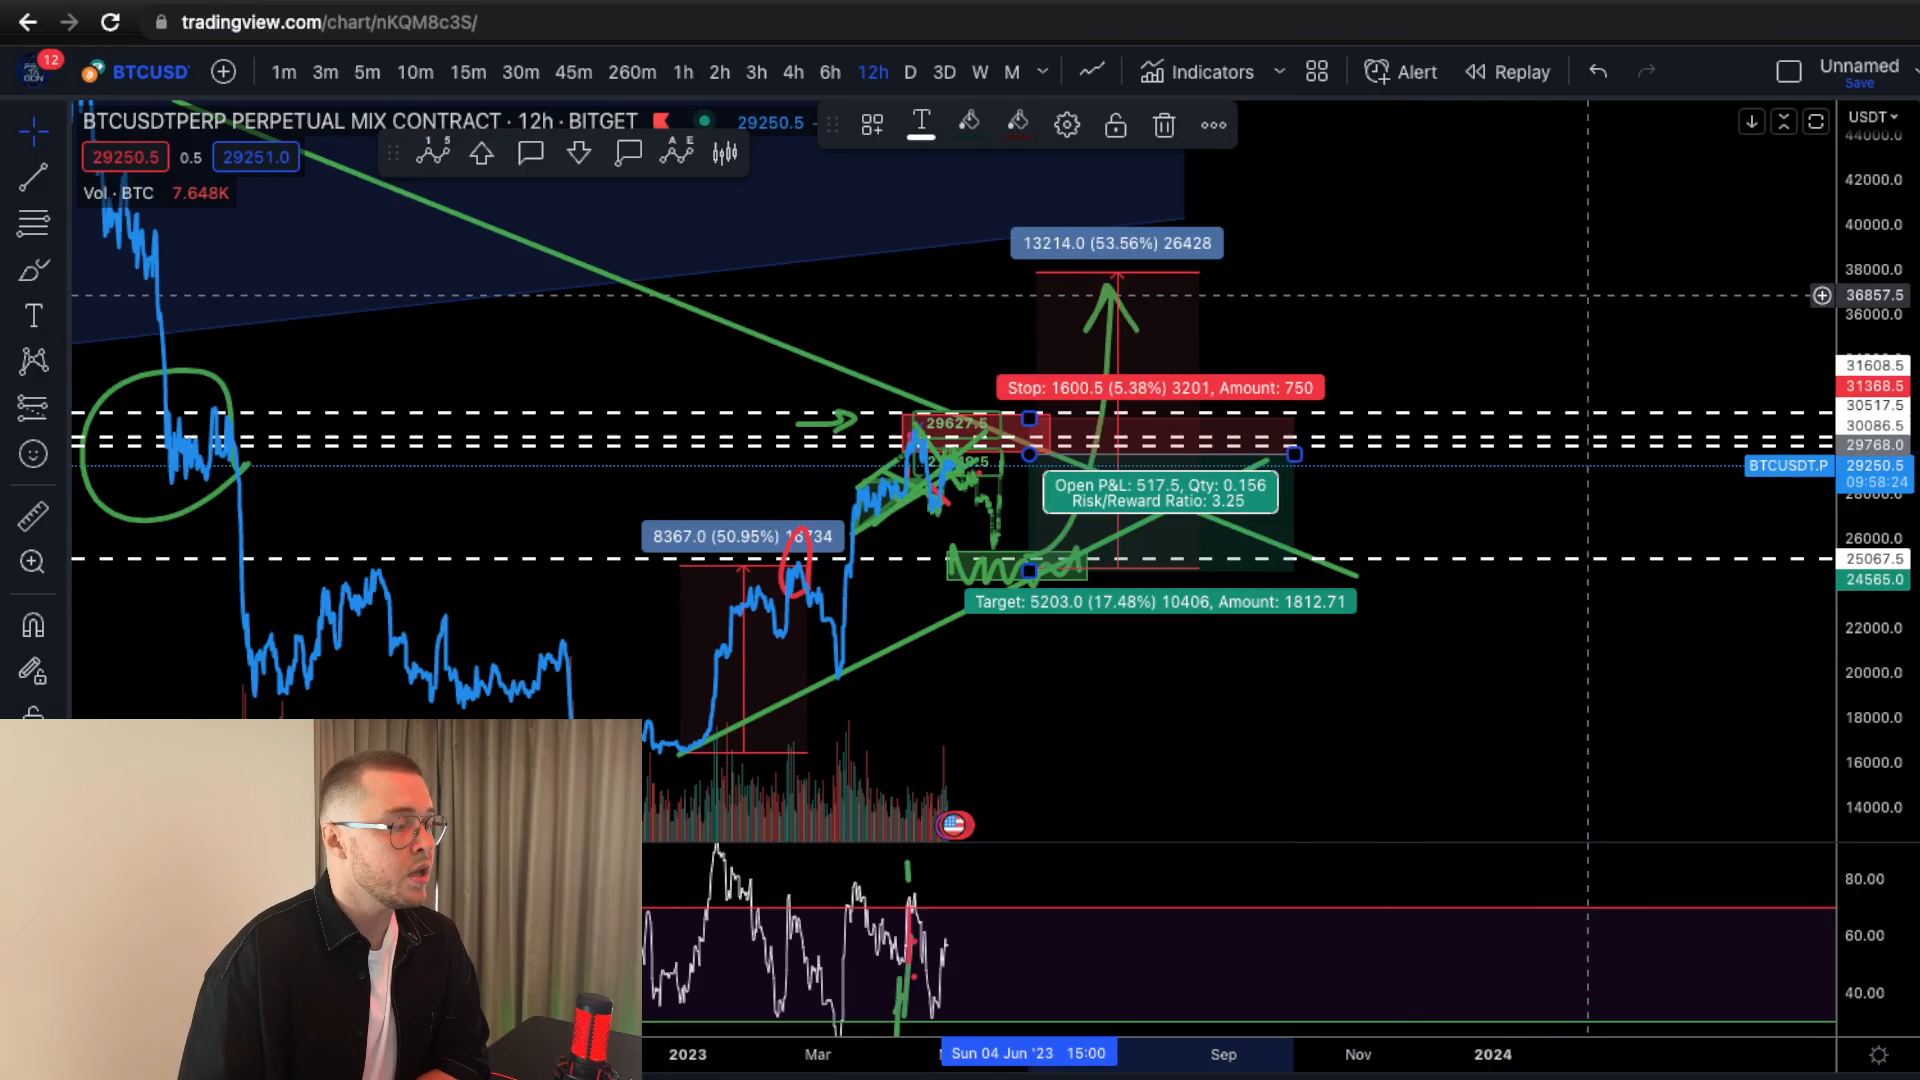 tradingview.com/chart/nKQM8c3S/
12
BTCUSD
1m 3m 5m 10m 15m 30m 45m 260m 1h 2h 3h 4h 6h 12h D 3D W M
Indicators
Alert
Replay
Unnamed
Save
BTCUSDTPERP PERPETUAL MIX CONTRACT · 12h · BITGET
29250.5
29250.5 0.5 29251.0
Vol · BTC 7.648K
T
1 5
A E
USDT
44000.0
42000.0
40000.0
38000.0
36857.5
36000.0
31608.5
31368.5
30517.5
30086.5
29768.0
BTCUSDT.P 29250.5
09:58:24
28000.0
26000.0
25067.5
24565.0
22000.0
20000.0
18000.0
16000.0
14000.0
13214.0 (53.56%) 26428
Stop: 1600.5 (5.38%) 3201, Amount: 750
29627.5
Open P&L: 517.5, Qty: 0.156
Risk/Reward Ratio: 3.25
8367.0 (50.95%)
Target: 5203.0 (17.48%) 10406, Amount: 1812.71
80.00
60.00
40.00
2023 Mar Sun 04 Jun '23 15:00 Sep Nov 2024